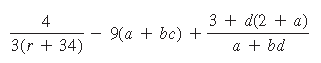 4/(3(r + 34)) − 9(a + bc) + (3 + d(2 + a))/(a + bd)